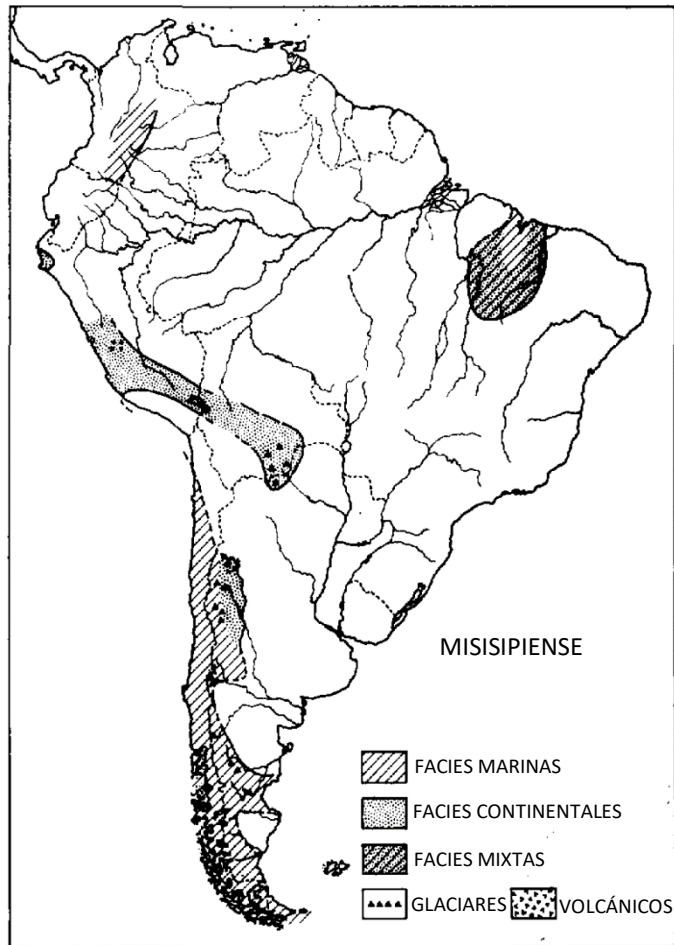 MISISIPIENSE
FACIES MARINAS
FACIES CONTINENTALES
FACIES MIXTAS
GLACIARES VOLCÁNICOS